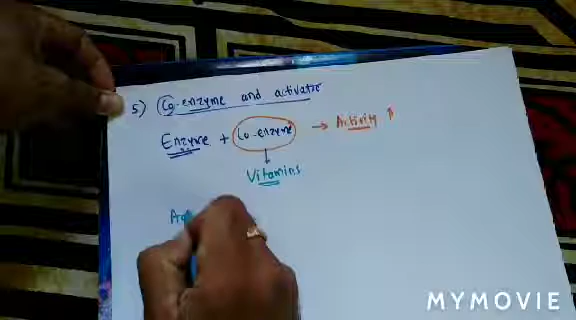 5) Co-enzyme and activator
Enzyme + Co-enzyme → Activity ↑
↓
Vitamins
MYMOVIE